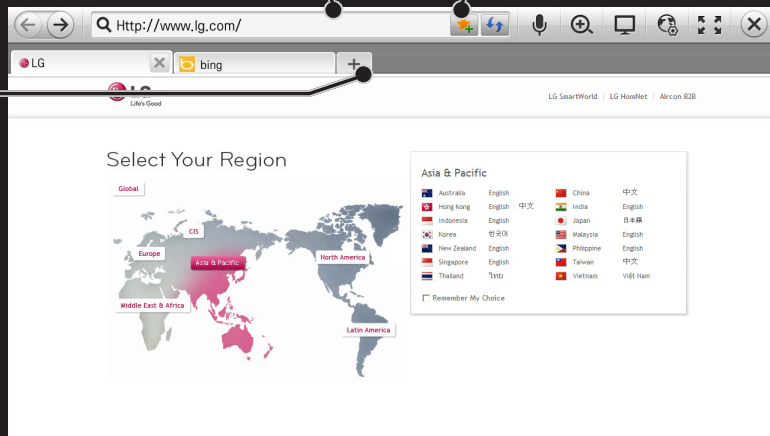 Http://www.lg.com/
LG
bing
LG
Life's Good
LG SmartWorld | LG HomNet | Aircon B2B
Select Your Region
Global
CIS
Europe
Asia & Pacific
North America
Middle East & Africa
Latin America
Asia & Pacific
Australia English
China 中文
Hong Kong English 中文
India English
Indonesia English
Japan 日本語
Korea 한국어
Malaysia English
New Zealand English
Philippine English
Singapore English
Taiwan 中文
Thailand ไทย
Vietnam Việt Nam
Remember My Choice